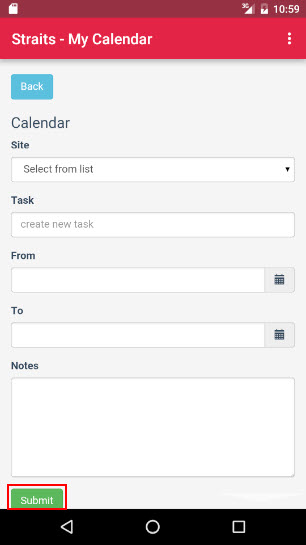 3G 10:59
Straits - My Calendar
Back
Calendar
Site
Select from list
Task
create new task
From
To
Notes
Submit